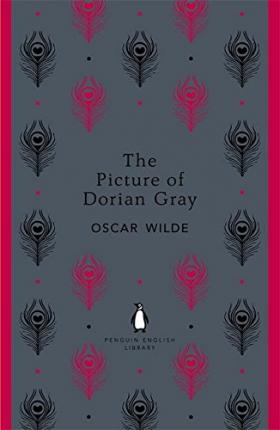 The
Picture of
Dorian Gray
OSCAR WILDE
PENGUIN ENGLISH
LIBRARY